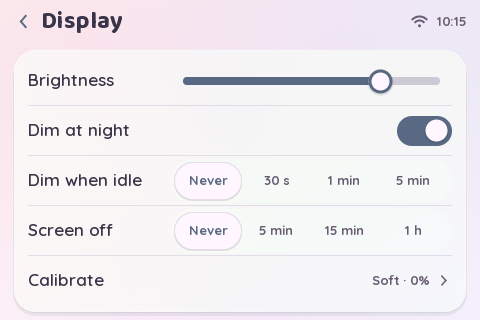 Display 10:15
Brightness
Dim at night
Dim when idle Never 30 s 1 min 5 min
Screen off Never 5 min 15 min 1 h
Calibrate Soft · 0%